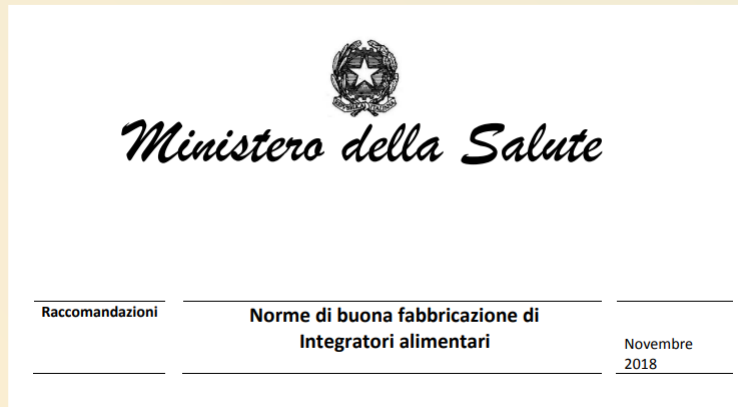 Ministero della Salute
Raccomandazioni
Norme di buona fabbricazione di
Integratori alimentari
Novembre
2018